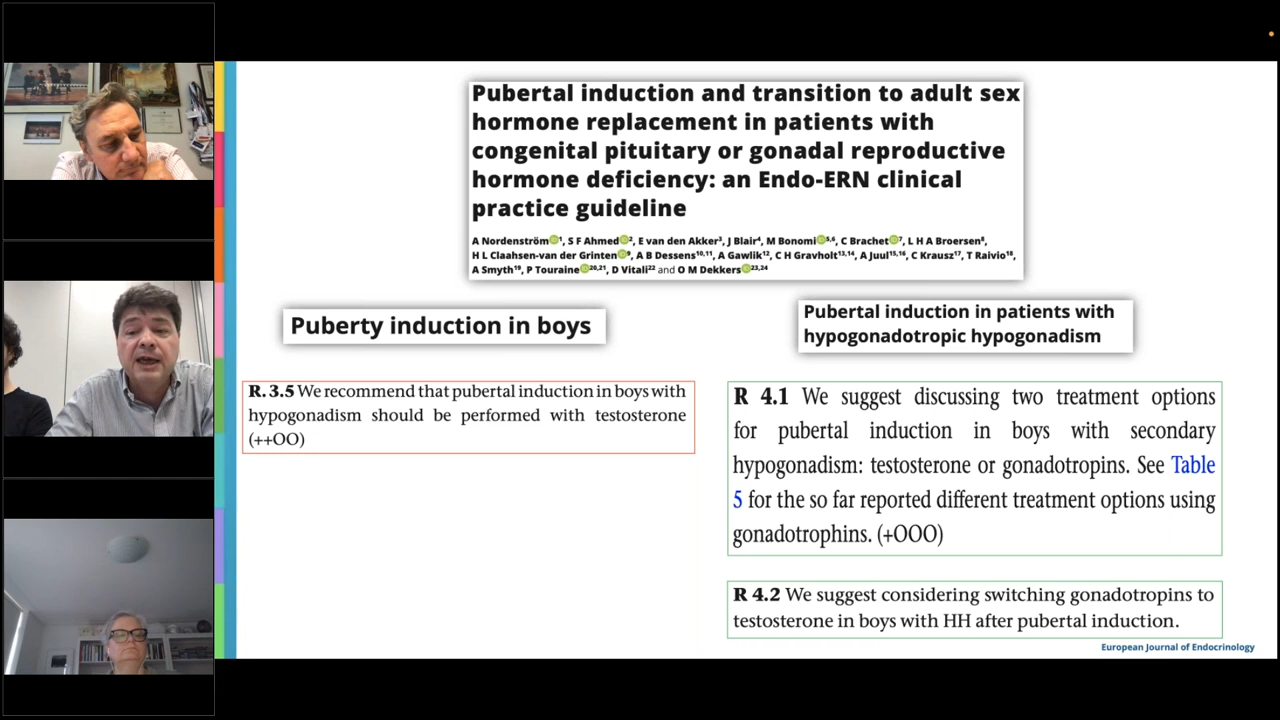 Pubertal induction and transition to adult sex
hormone replacement in patients with
congenital pituitary or gonadal reproductive
hormone deficiency: an Endo-ERN clinical
practice guideline
A Nordenström¹, S F Ahmed², E van den Akker³, J Blair⁴, M Bonomi⁵,⁶, C Brachet⁷, L H A Broersen⁸,
H L Claahsen-van der Grinten⁹, A B Dessens¹⁰,¹¹, A Gawlik¹², C H Gravholt¹³,¹⁴, A Juul¹⁵,¹⁶, C Krausz¹⁷, T Raivio¹⁸,
A Smyth¹⁹, P Touraine²⁰,²¹, D Vitali²² and O M Dekkers²³,²⁴
Puberty induction in boys
R. 3.5 We recommend that pubertal induction in boys with
hypogonadism should be performed with testosterone
(++OO)
Pubertal induction in patients with
hypogonadotropic hypogonadism
R 4.1 We suggest discussing two treatment options
for pubertal induction in boys with secondary
hypogonadism: testosterone or gonadotropins. See Table
5 for the so far reported different treatment options using
gonadotrophins. (+OOO)
R 4.2 We suggest considering switching gonadotropins to
testosterone in boys with HH after pubertal induction.
European Journal of Endocrinology